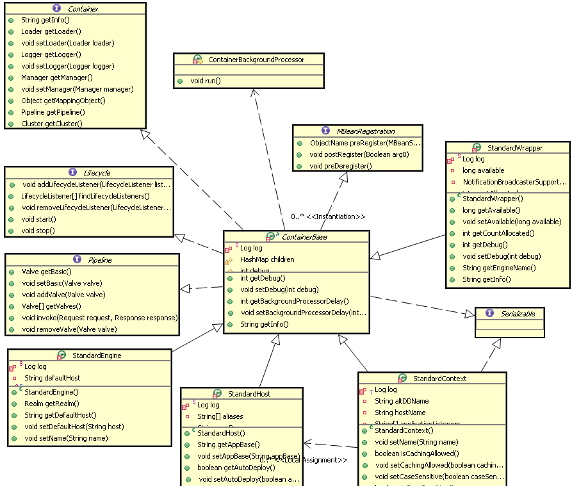 Container
String getInfo()
Loader getLoader()
void setLoader(Loader loader)
Logger getLogger()
void setLogger(Logger logger)
Manager getManager()
void setManager(Manager manager)
Object getMappingObject()
Pipeline getPipeline()
Cluster getCluster()
ContainerBackgroundProcessor
void run()
MBeanRegistration
ObjectName preRegister(MBeanS...
void postRegister(Boolean arg0)
void preDeregister()
StandardWrapper
Log log
long available
NotificationBroadcasterSupport...
StandardWrapper()
long getAvailable()
void setAvailable(long available)
int getCountAllocated()
int getDebug()
void setDebug(int debug)
String getEngineName()
String getInfo()
Lifecycle
void addLifecycleListener(LifecycleListener list...
LifecycleListener[] findLifecycleListeners()
void removeLifecycleListener(LifecycleListener ...
void start()
void stop()
0..* <<Instantiation>>
ContainerBase
Log log
HashMap children
int debug
int getDebug()
void setDebug(int debug)
int getBackgroundProcessorDelay()
void setBackgroundProcessorDelay(int...
String getInfo()
Pipeline
Valve getBasic()
void setBasic(Valve valve)
void addValve(Valve valve)
Valve[] getValves()
void invoke(Request request, Response response)
void removeValve(Valve valve)
Serializable
StandardEngine
Log log
String defaultHost
StandardEngine()
Realm getRealm()
String getDefaultHost()
void setDefaultHost(String host)
void setName(String name)
StandardHost
Log log
String[] aliases
StandardHost()
String getAppBase()
void setAppBase(String appBase)
boolean getAutoDeploy()
void setAutoDeploy(boolean a...
<<Local Assignment>>
StandardContext
Log log
String altDDName
String hostName
StandardContext()
void setName(String name)
boolean isCachingAllowed()
void setCachingAllowed(boolean cachin...
void setCaseSensitive(boolean caseSen...